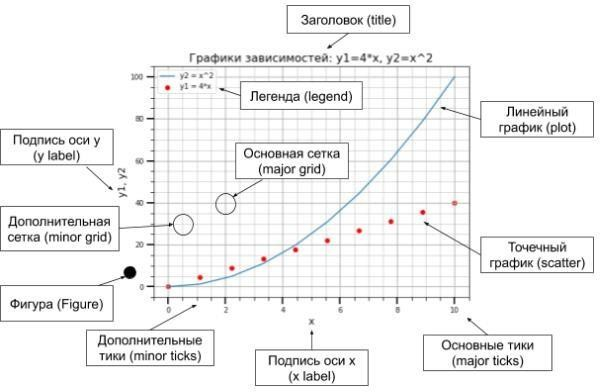 Заголовок (title)
Графики зависимостей: y1=4*x, y2=x^2
y2 = x^2
y1 = 4*x
Легенда (legend)
Линейный
график (plot)
Подпись оси y
(y label)
Основная сетка
(major grid)
y1, y2
Дополнительная
сетка (minor grid)
Точечный
график (scatter)
Фигура (Figure)
100
80
60
40
20
0
0 2 4 6 8 10
x
Дополнительные
тики (minor ticks)
Подпись оси x
(x label)
Основные тики
(major ticks)